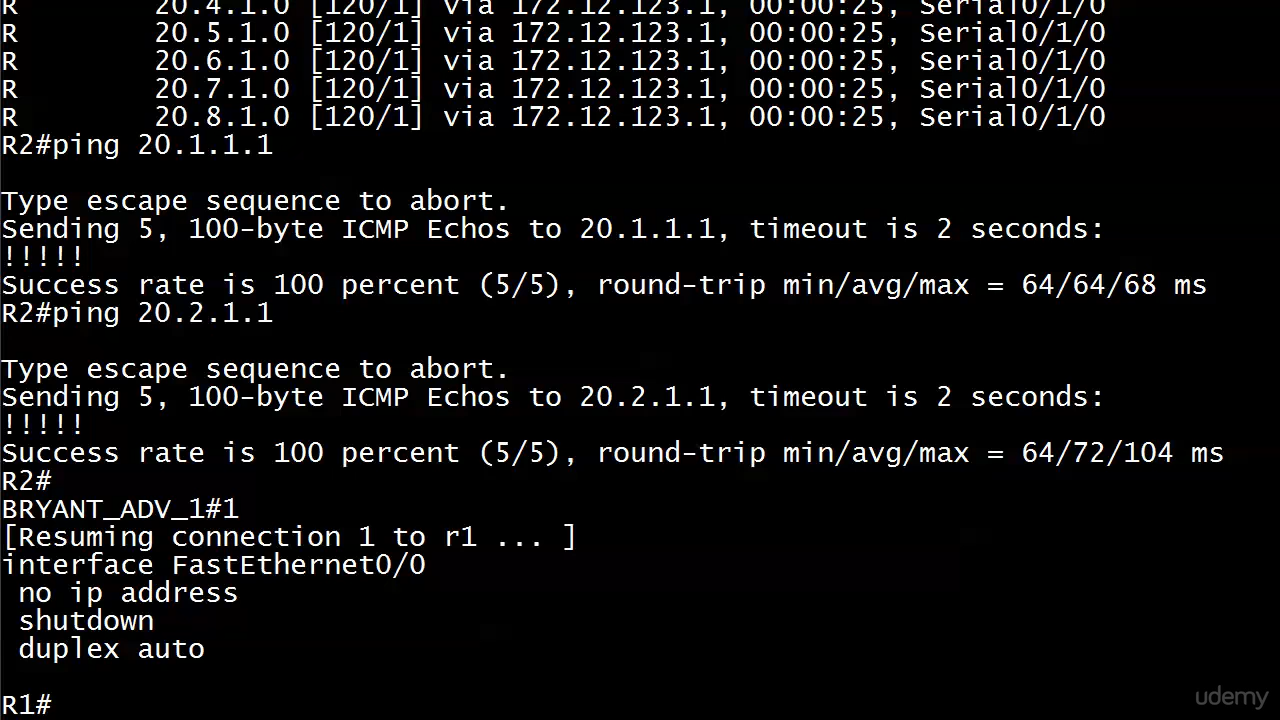 R        20.4.1.0 [120/1] via 172.12.123.1, 00:00:25, Serial0/1/0
R        20.5.1.0 [120/1] via 172.12.123.1, 00:00:25, Serial0/1/0
R        20.6.1.0 [120/1] via 172.12.123.1, 00:00:25, Serial0/1/0
R        20.7.1.0 [120/1] via 172.12.123.1, 00:00:25, Serial0/1/0
R        20.8.1.0 [120/1] via 172.12.123.1, 00:00:25, Serial0/1/0
R2#ping 20.1.1.1
Type escape sequence to abort.
Sending 5, 100-byte ICMP Echos to 20.1.1.1, timeout is 2 seconds:
!!!!!
Success rate is 100 percent (5/5), round-trip min/avg/max = 64/64/68 ms
R2#ping 20.2.1.1
Type escape sequence to abort.
Sending 5, 100-byte ICMP Echos to 20.2.1.1, timeout is 2 seconds:
!!!!!
Success rate is 100 percent (5/5), round-trip min/avg/max = 64/72/104 ms
R2#
BRYANT_ADV_1#1
[Resuming connection 1 to r1 ... ]
interface FastEthernet0/0
 no ip address
 shutdown
 duplex auto
R1#
udemy